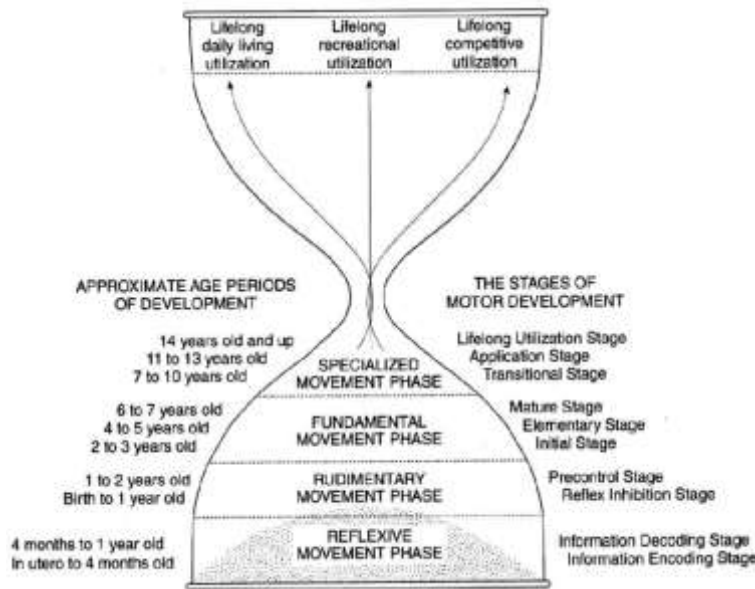 Lifelong
daily living
utilization
Lifelong
recreational
utilization
Lifelong
competitive
utilization
APPROXIMATE AGE PERIODS
OF DEVELOPMENT
THE STAGES OF
MOTOR DEVELOPMENT
14 years old and up
11 to 13 years old
7 to 10 years old
SPECIALIZED
MOVEMENT PHASE
Lifelong Utilization Stage
Application Stage
Transitional Stage
6 to 7 years old
4 to 5 years old
2 to 3 years old
FUNDAMENTAL
MOVEMENT PHASE
Mature Stage
Elementary Stage
Initial Stage
1 to 2 years old
Birth to 1 year old
RUDIMENTARY
MOVEMENT PHASE
Precontrol Stage
Reflex Inhibition Stage
4 months to 1 year old
In utero to 4 months old
REFLEXIVE
MOVEMENT PHASE
Information Decoding Stage
Information Encoding Stage